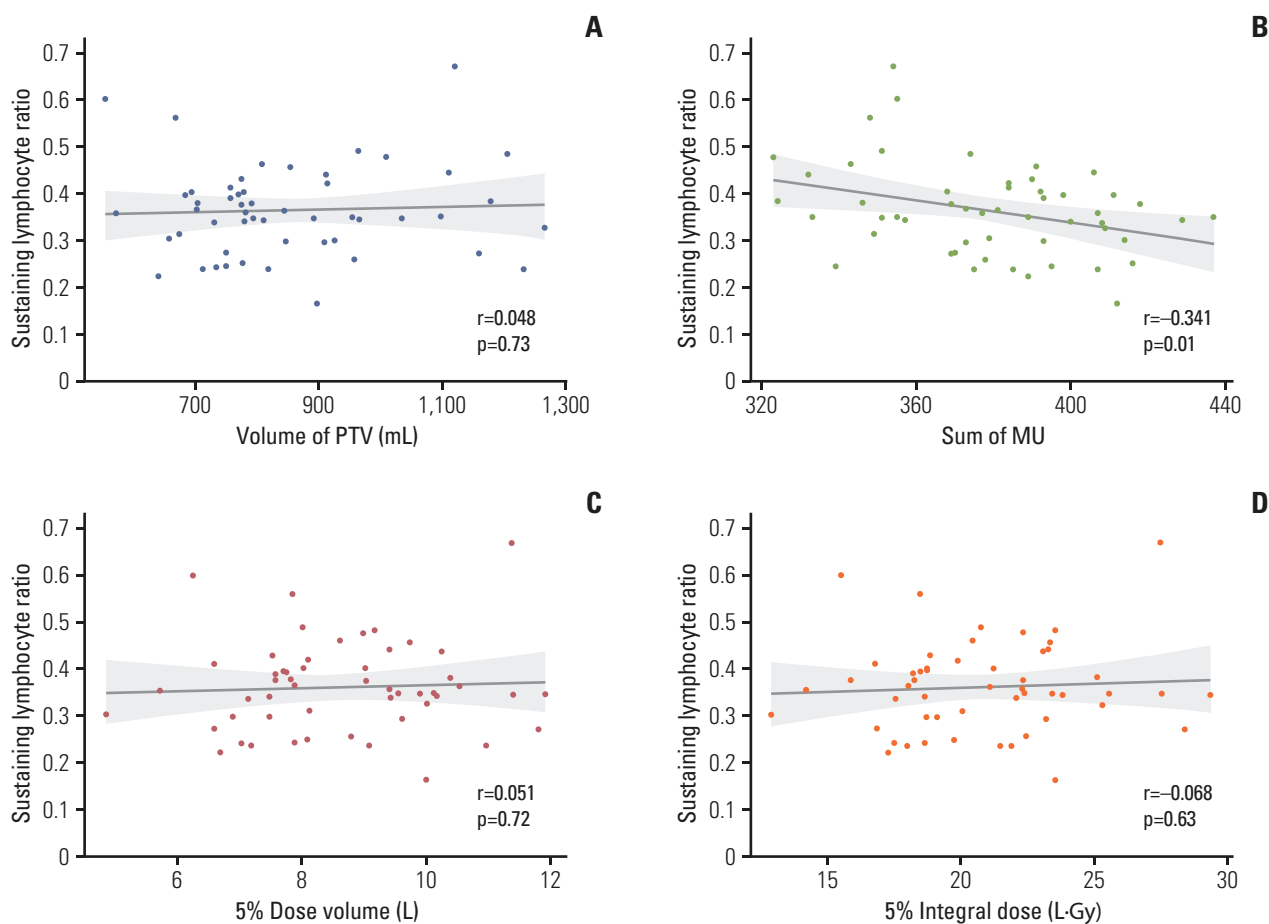 A
Sustaining lymphocyte ratio
0.7
0.6
0.5
0.4
0.3
0.2
0.1
0
r=0.048
p=0.73
700
900
1,100
1,300
Volume of PTV (mL)
B
Sustaining lymphocyte ratio
0.7
0.6
0.5
0.4
0.3
0.2
0.1
0
r=–0.341
p=0.01
320
360
400
440
Sum of MU
C
Sustaining lymphocyte ratio
0.7
0.6
0.5
0.4
0.3
0.2
0.1
0
r=0.051
p=0.72
6
8
10
12
5% Dose volume (L)
D
Sustaining lymphocyte ratio
0.7
0.6
0.5
0.4
0.3
0.2
0.1
0
r=–0.068
p=0.63
15
20
25
30
5% Integral dose (L·Gy)